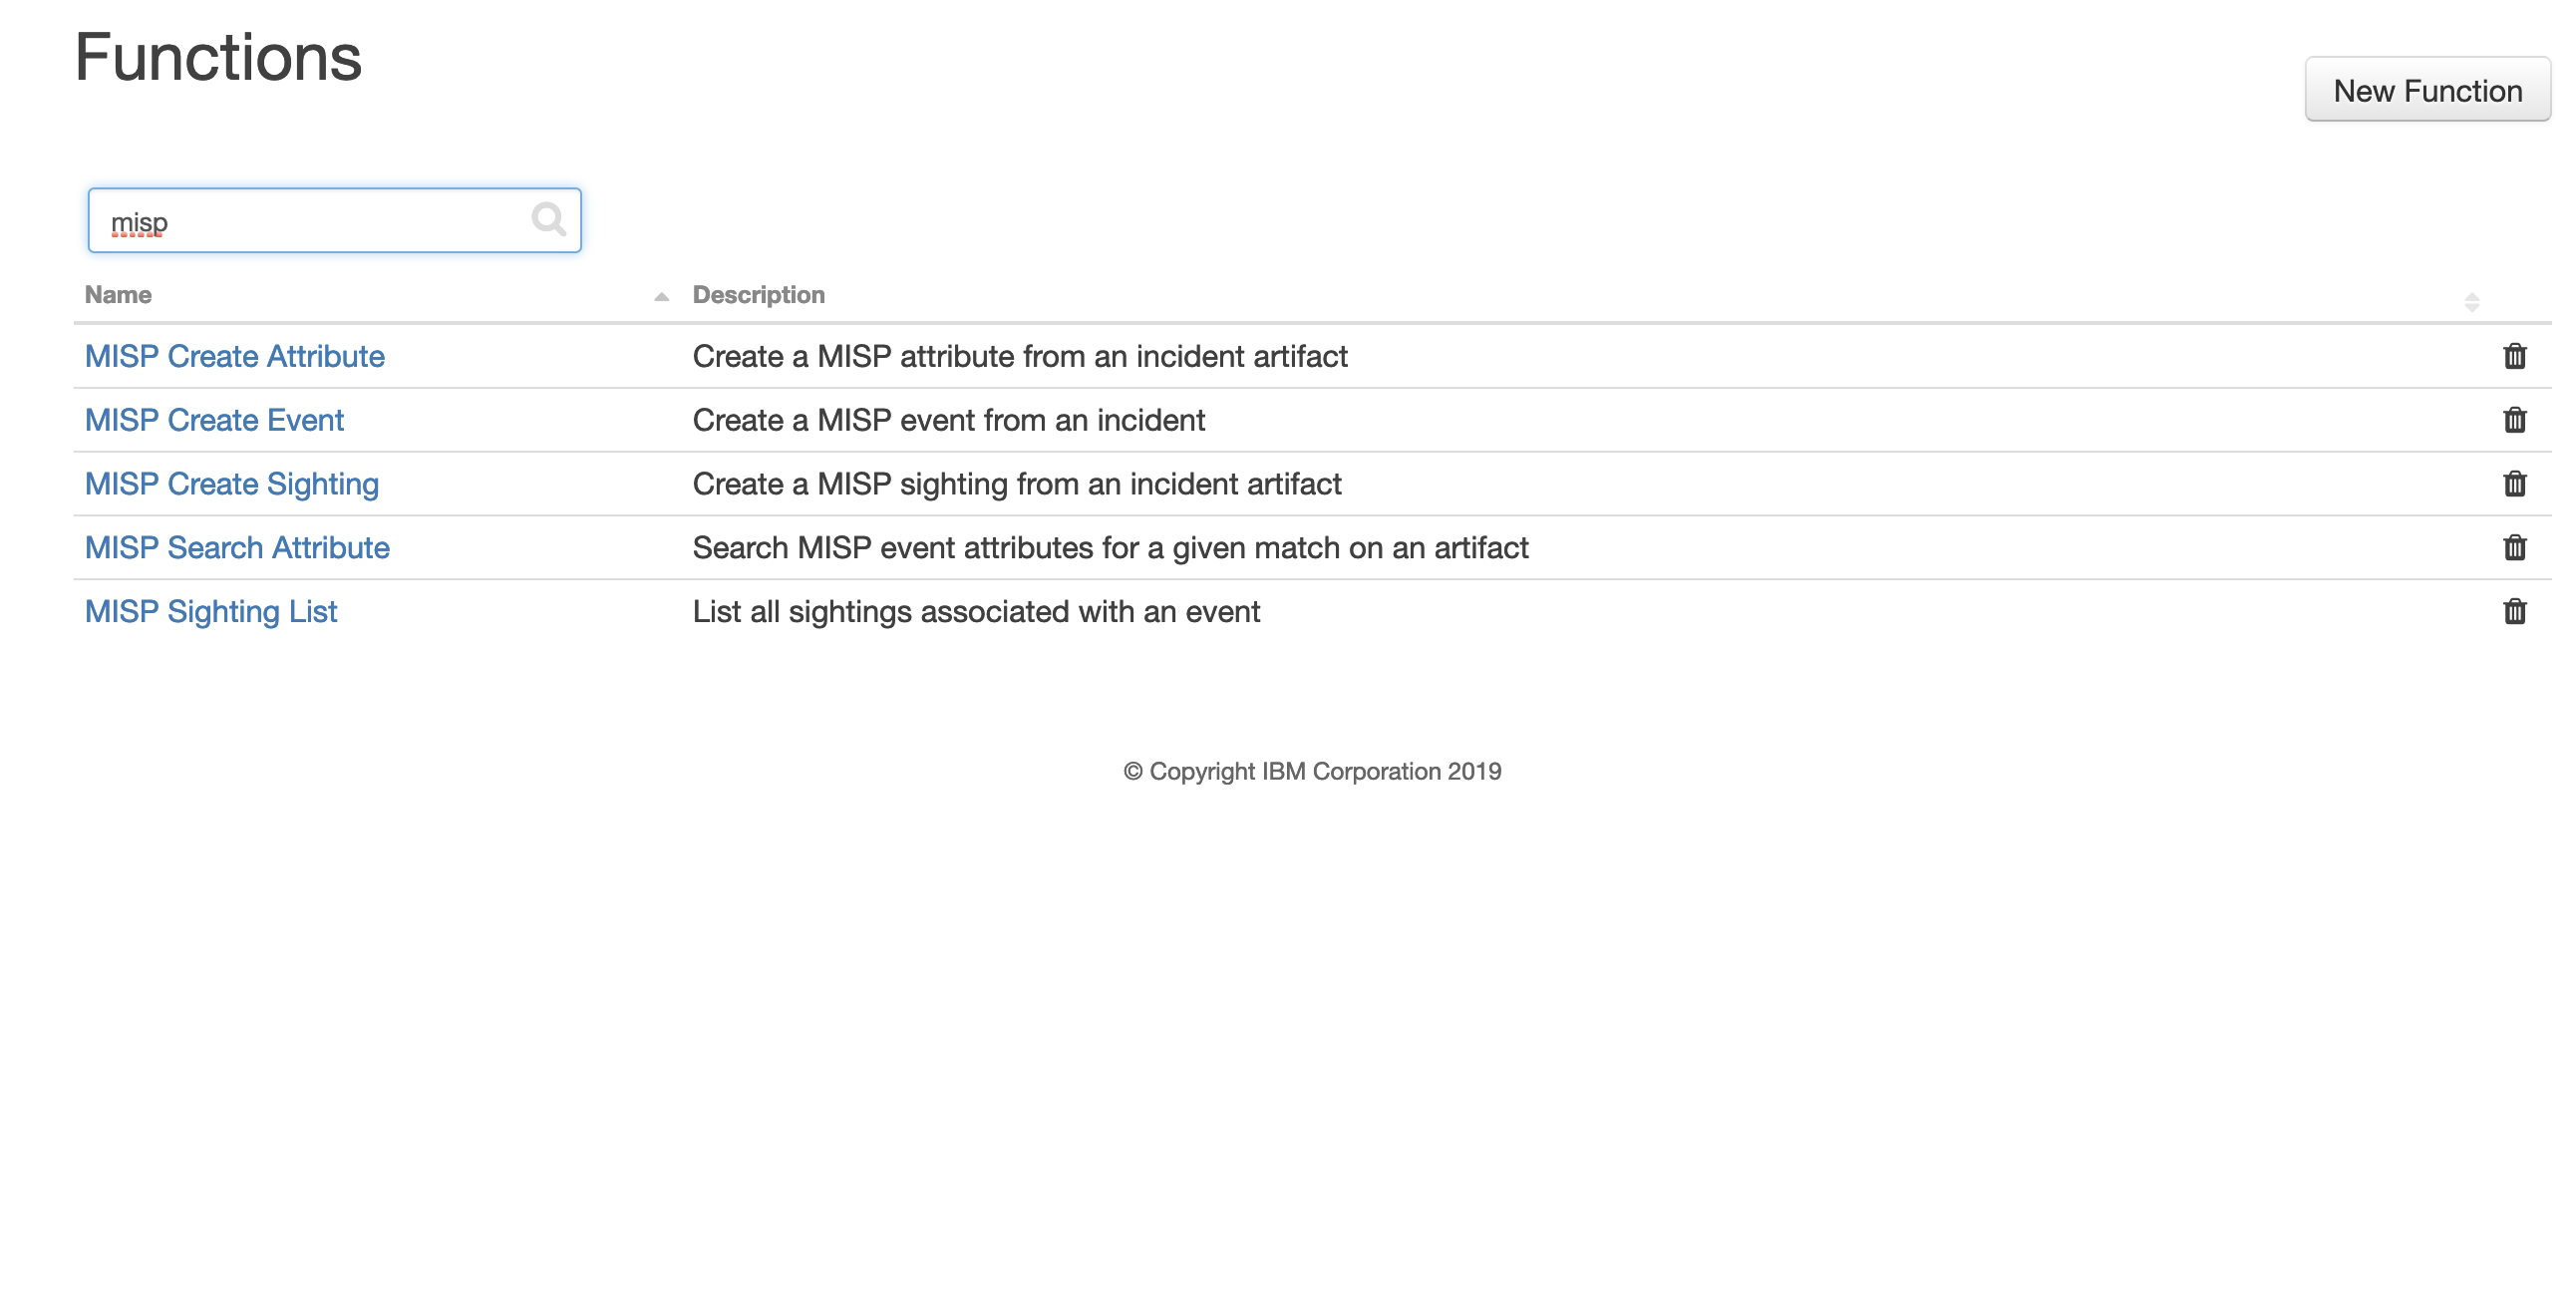 Functions
New Function
misp
Name Description
MISP Create Attribute Create a MISP attribute from an incident artifact
MISP Create Event Create a MISP event from an incident
MISP Create Sighting Create a MISP sighting from an incident artifact
MISP Search Attribute Search MISP event attributes for a given match on an artifact
MISP Sighting List List all sightings associated with an event
© Copyright IBM Corporation 2019